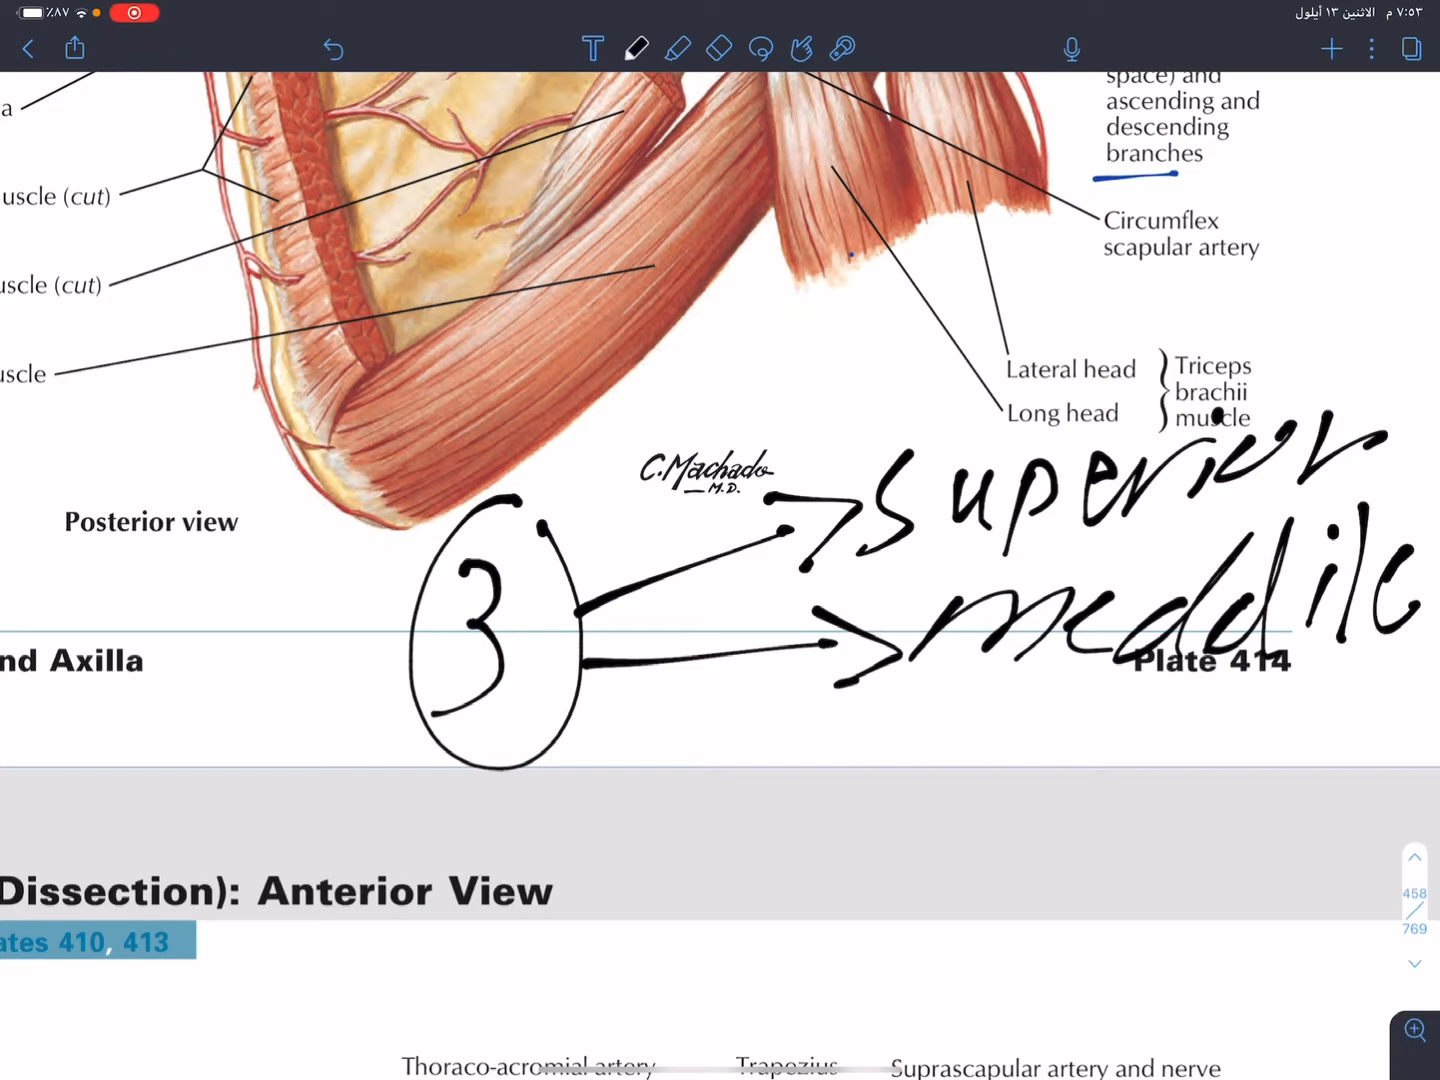 ٪٨٧
٧:٥٣ م الاثنين ١٣ أيلول
T
space) and
ascending and
descending
branches
a
uscle (cut)
Circumflex
scapular artery
uscle (cut)
uscle
Lateral head
Long head
Triceps
brachii
muscle
C. Machado
M.D.
superior
Posterior view
3
meddile
nd Axilla
Plate 414
Dissection): Anterior View
ates 410, 413
458
769
Thoraco-acromial artery
Trapezius
Suprascapular artery and nerve